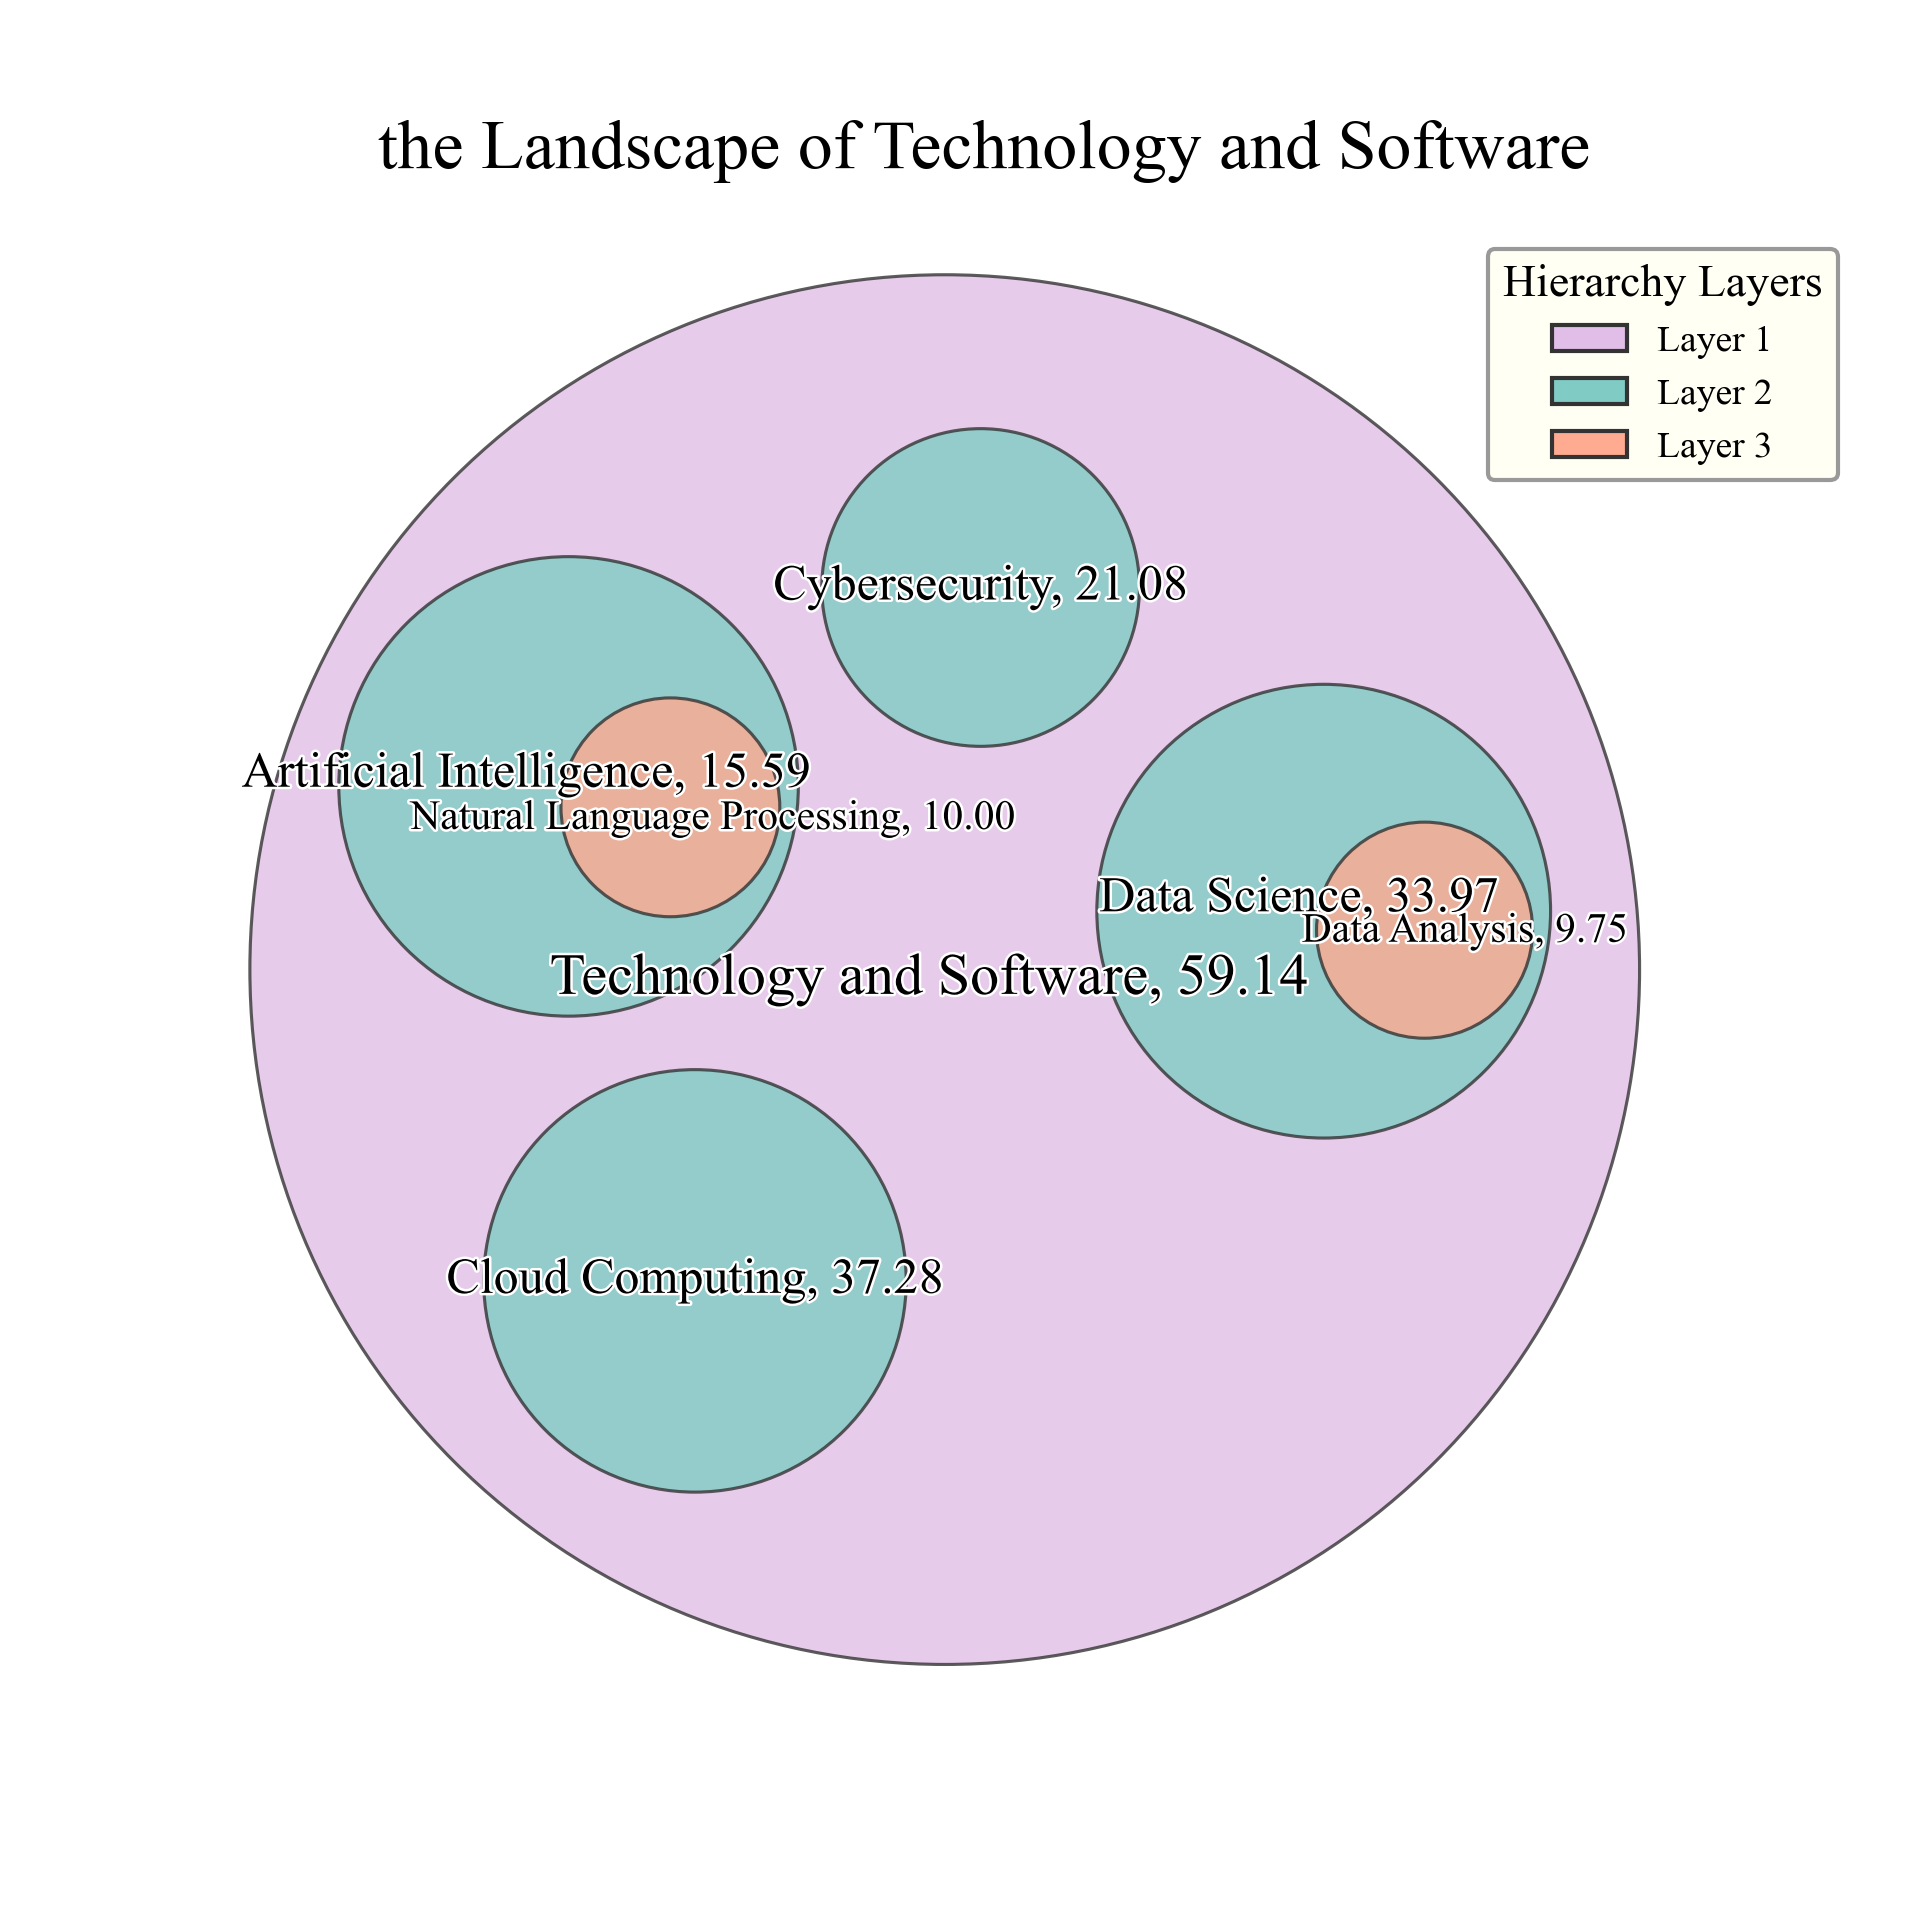 the Landscape of Technology and Software
Hierarchy Layers
Layer 1
Layer 2
Layer 3
Cybersecurity, 21.08
Artificial Intelligence, 15.59
Natural Language Processing, 10.00
Data Science, 33.97
Data Analysis, 9.75
Technology and Software, 59.14
Cloud Computing, 37.28